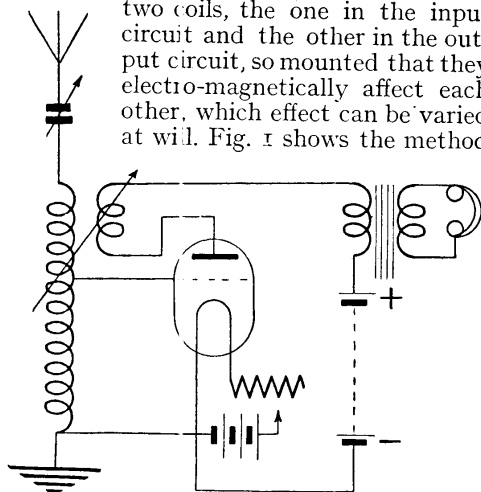 two coils, the one in the inpu
circuit and the other in the out
put circuit, so mounted that they
electro-magnetically affect each
other, which effect can be varied
at will. Fig. 1 shows the method
+
-